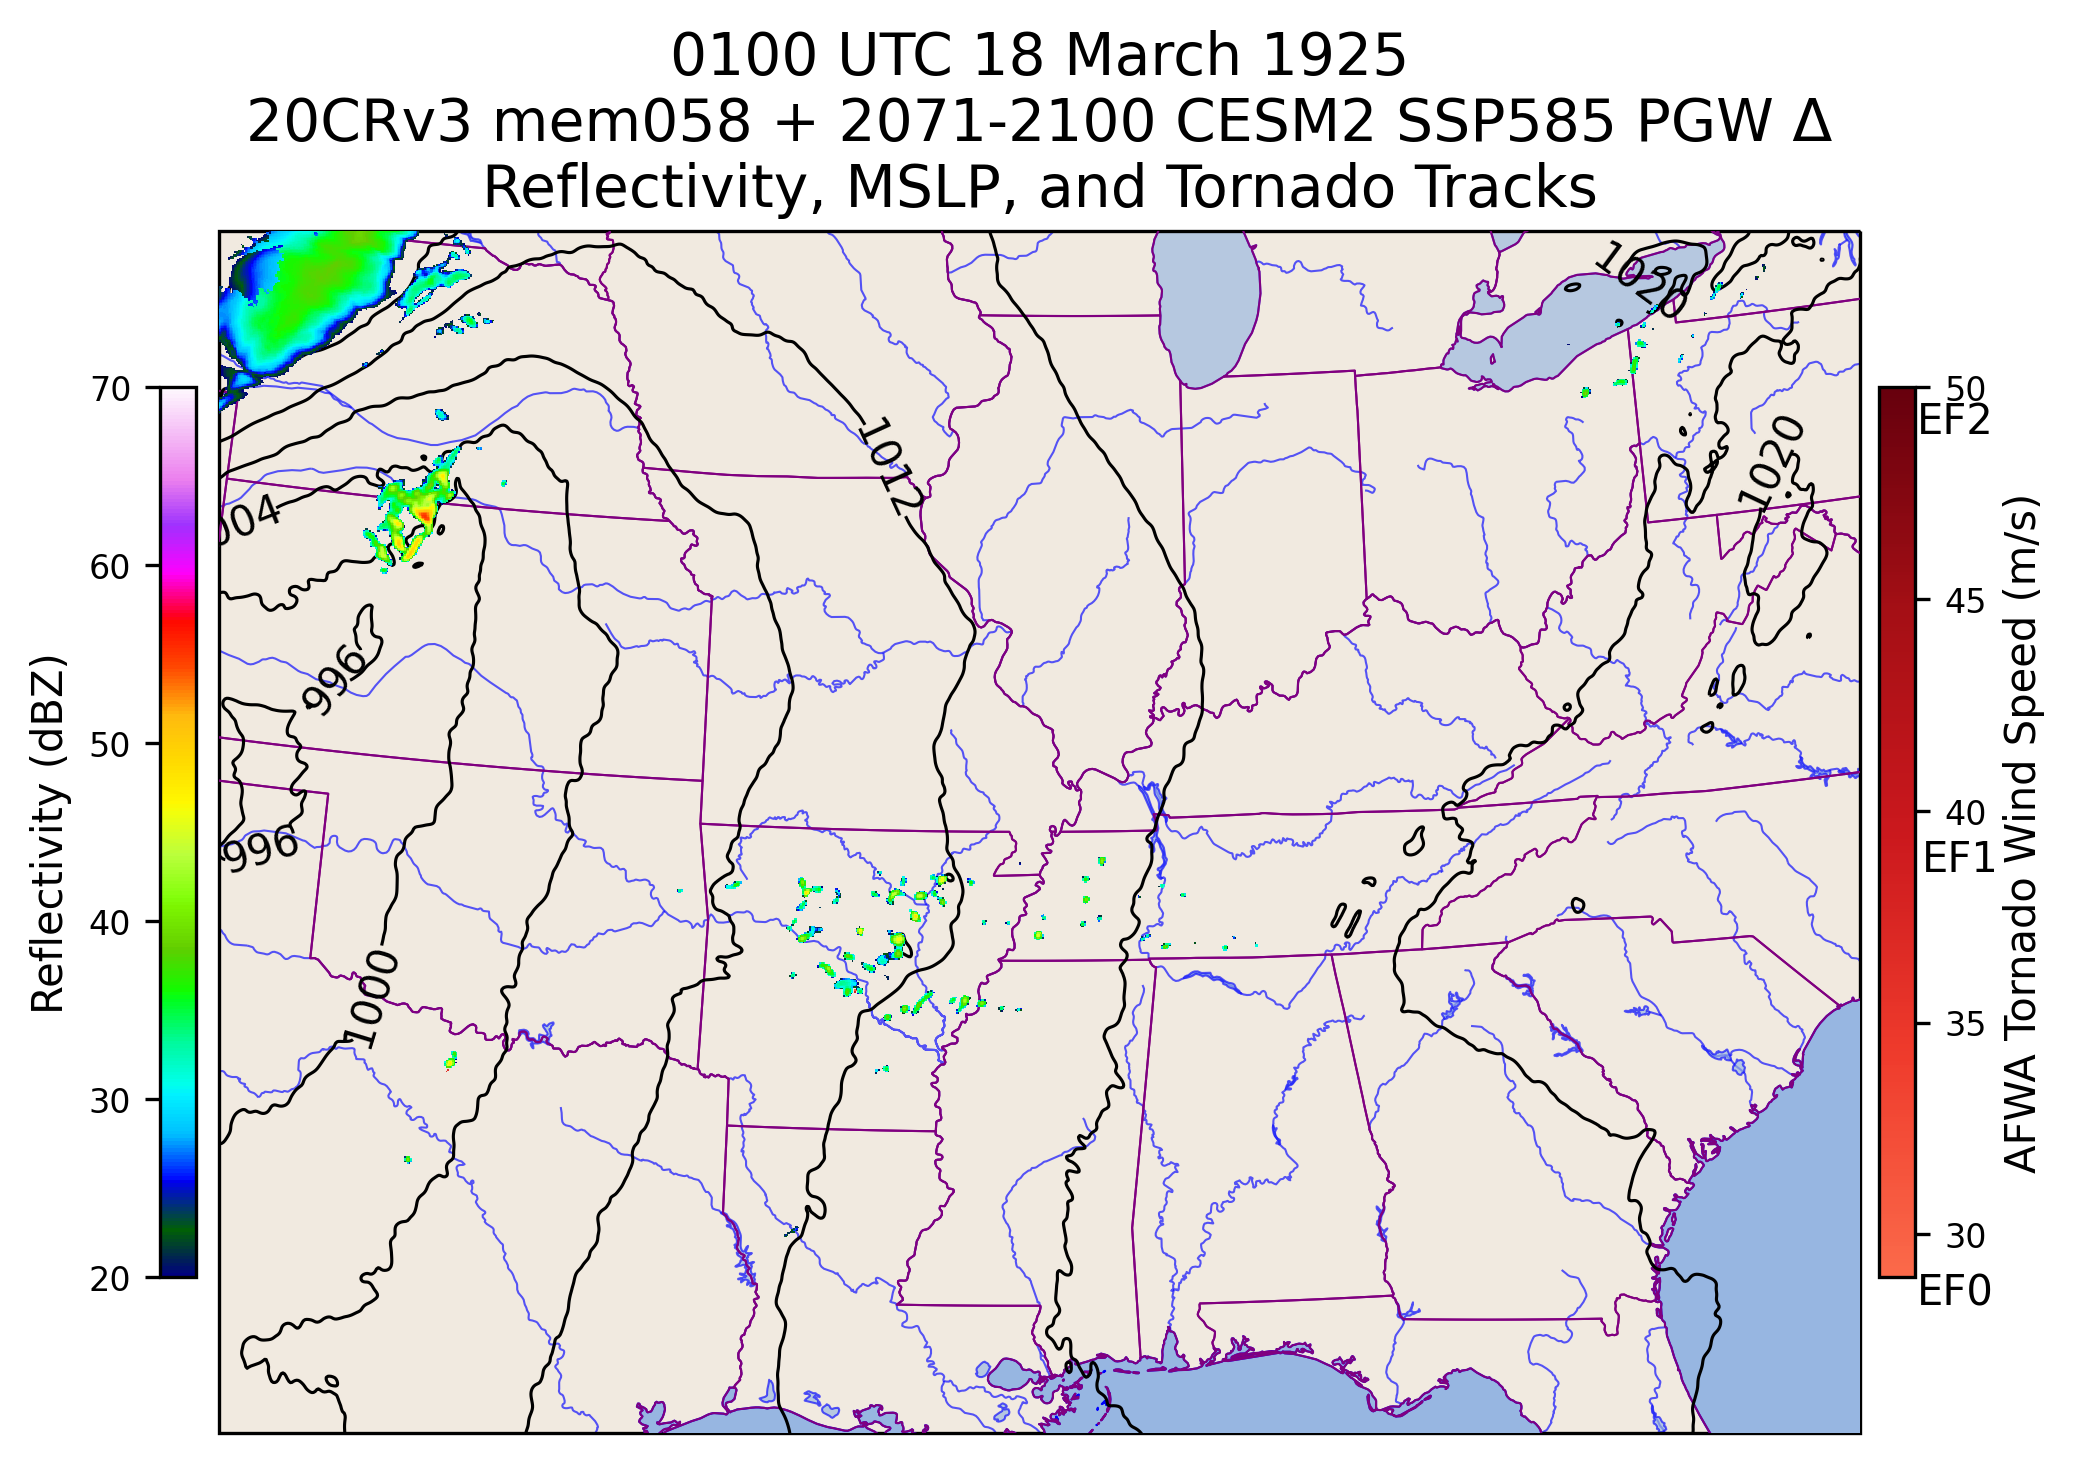 0100 UTC 18 March 1925
20CRv3 mem058 + 2071-2100 CESM2 SSP585 PGW Δ
Reflectivity, MSLP, and Tornado Tracks
1020
1012
1020
004
996
996
1000
70
60
50
40
30
20
Reflectivity (dBZ)
50
EF2
45
40
EF1
35
30
EF0
AFWA Tornado Wind Speed (m/s)